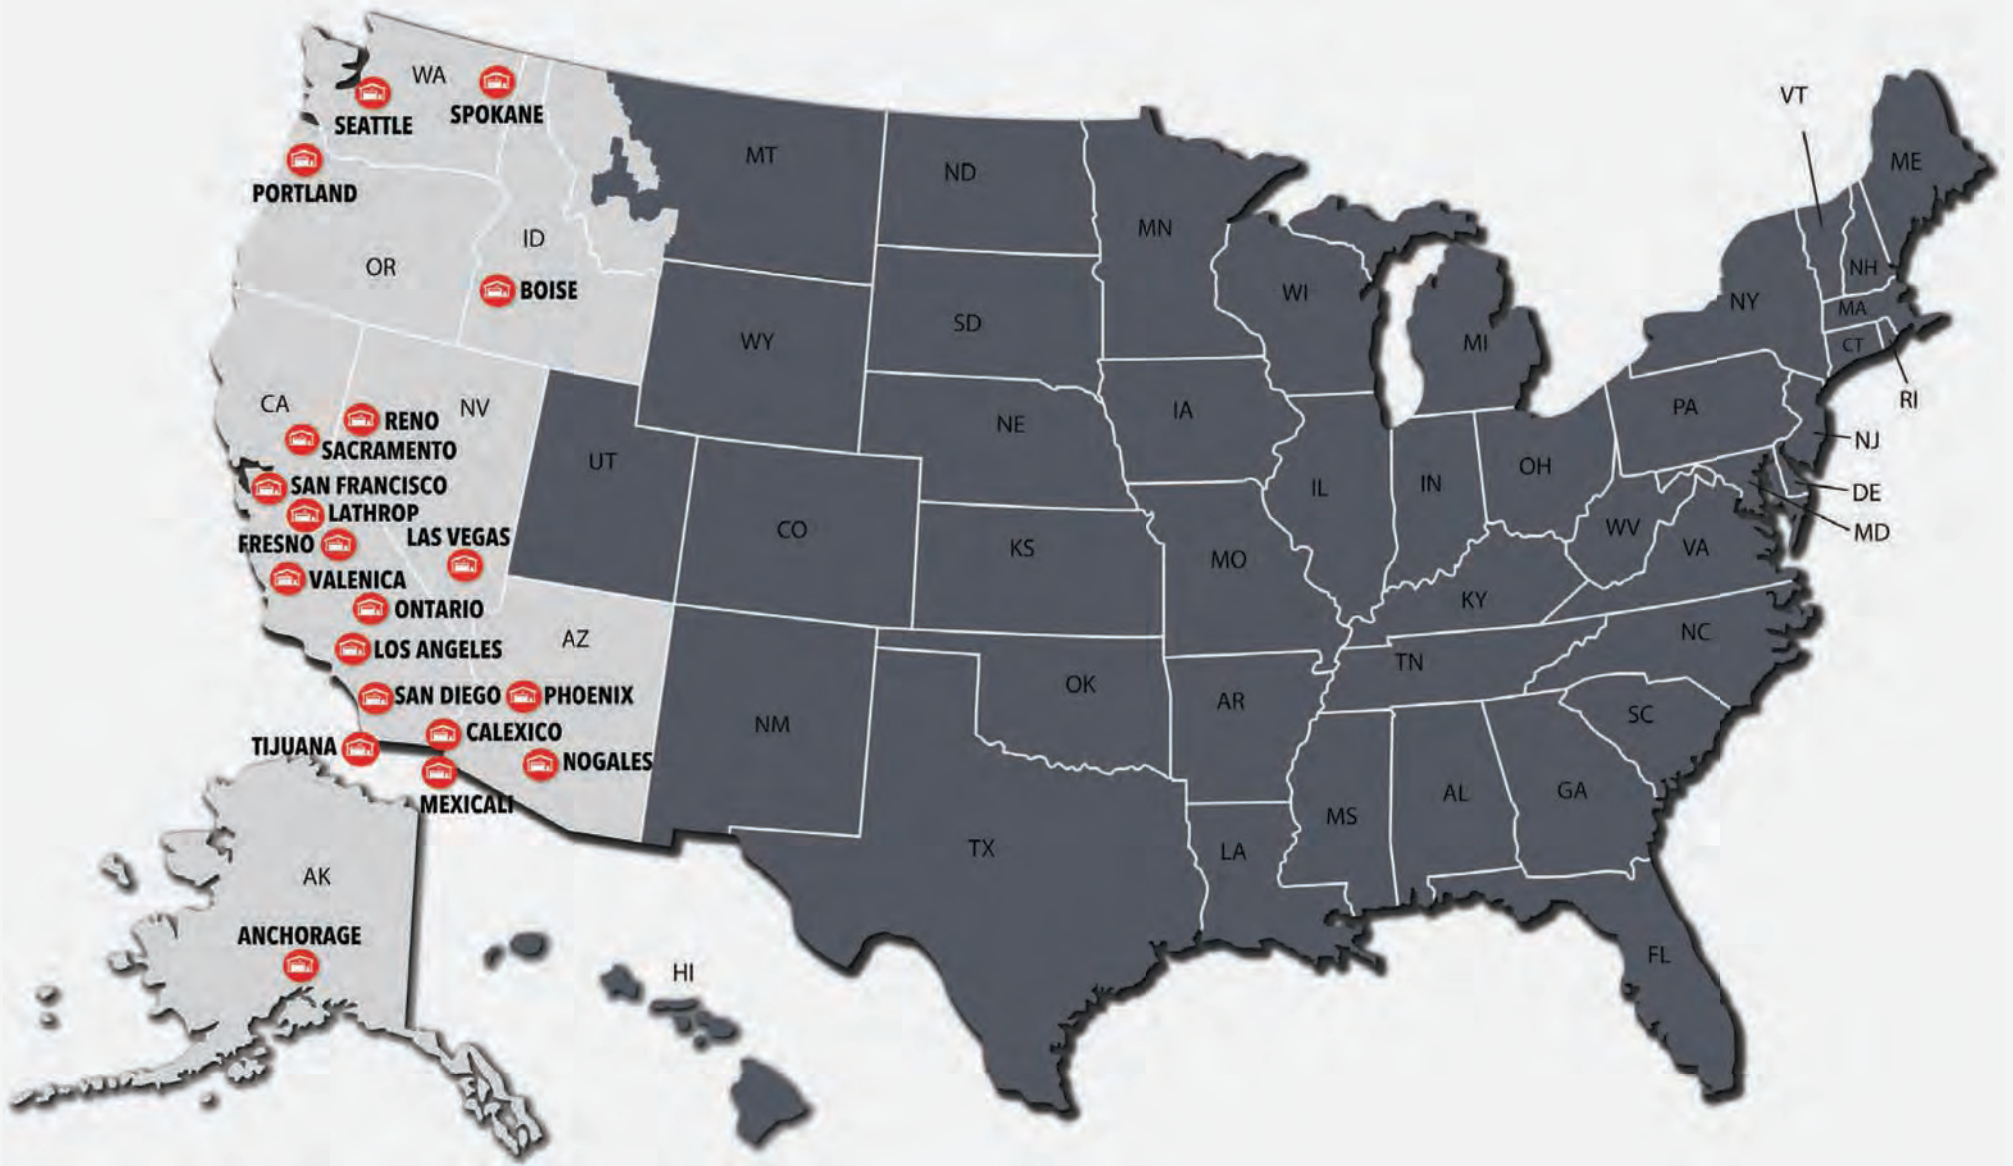 WA
SEATTLE
SPOKANE
PORTLAND
OR
ID
BOISE
MT
ND
MN
WI
MI
SD
WY
NE
IA
IL
IN
OH
PA
NY
VT
ME
NH
MA
CT
RI
NJ
DE
MD
CA
NV
RENO
SACRAMENTO
SAN FRANCISCO
LATHROP
FRESNO
LAS VEGAS
VALENICA
ONTARIO
LOS ANGELES
SAN DIEGO
PHOENIX
TIJUANA
CALEXICO
NOGALES
MEXICALI
AZ
UT
CO
KS
MO
KY
WV
VA
NC
TN
SC
NM
OK
AR
TX
LA
MS
AL
GA
FL
AK
ANCHORAGE
HI